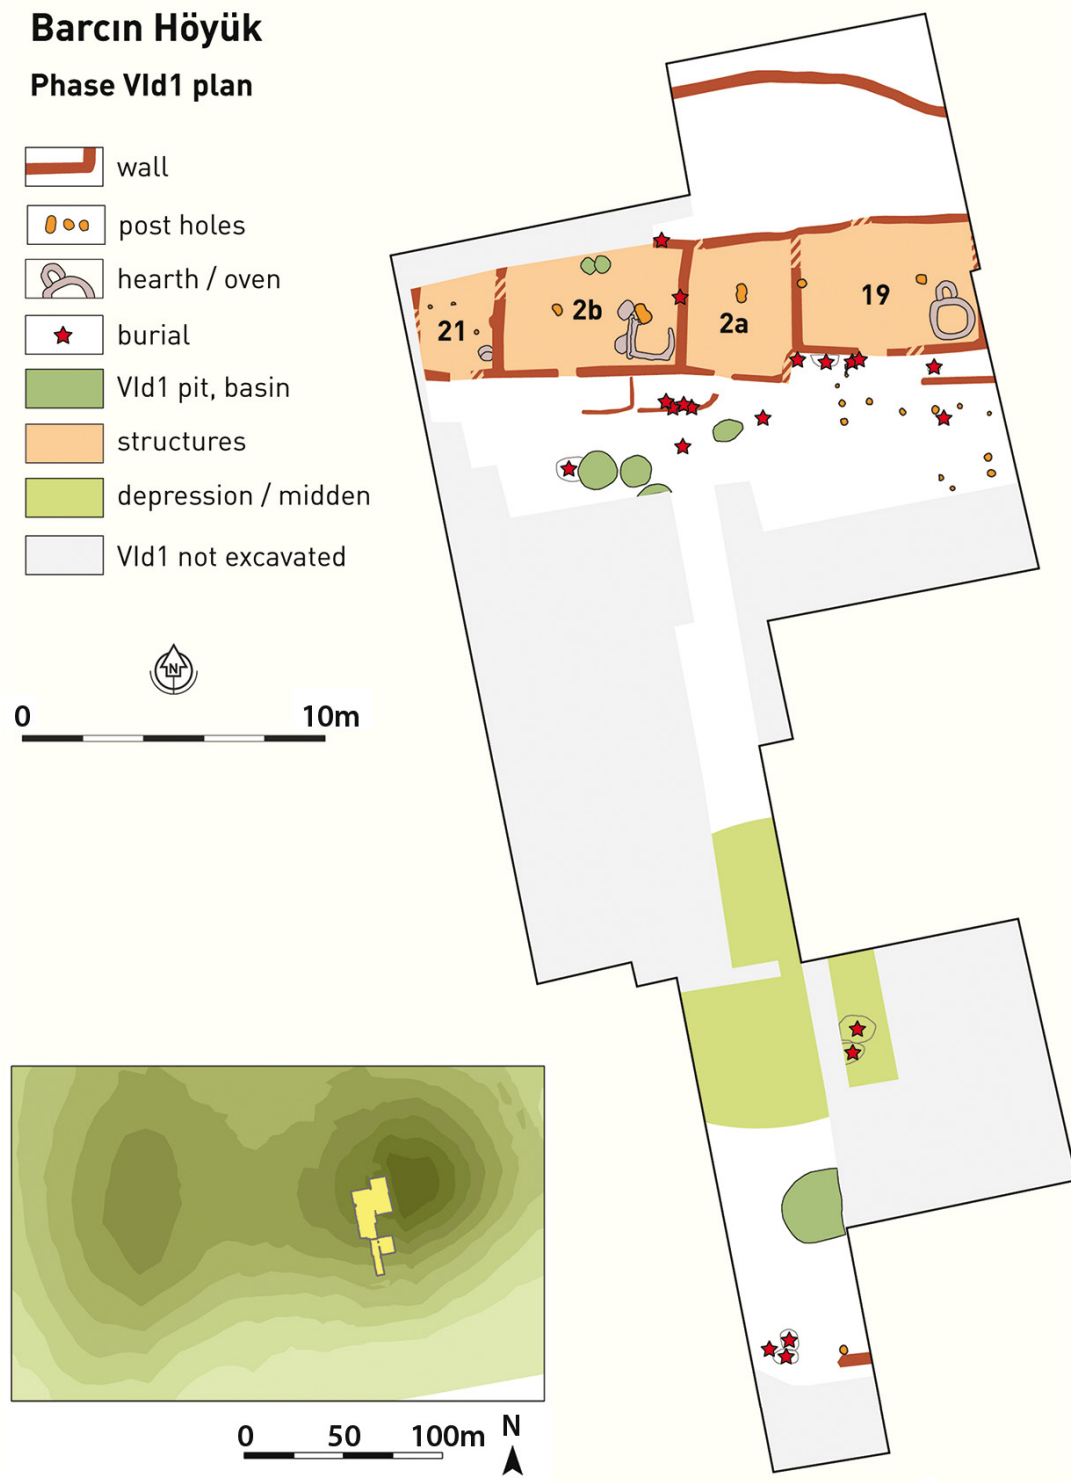 Barcın Höyük
Phase VId1 plan
wall
post holes
hearth / oven
burial
VId1 pit, basin
structures
depression / midden
VId1 not excavated
N
0 10m
21
2b
2a
19
0 50 100m
N